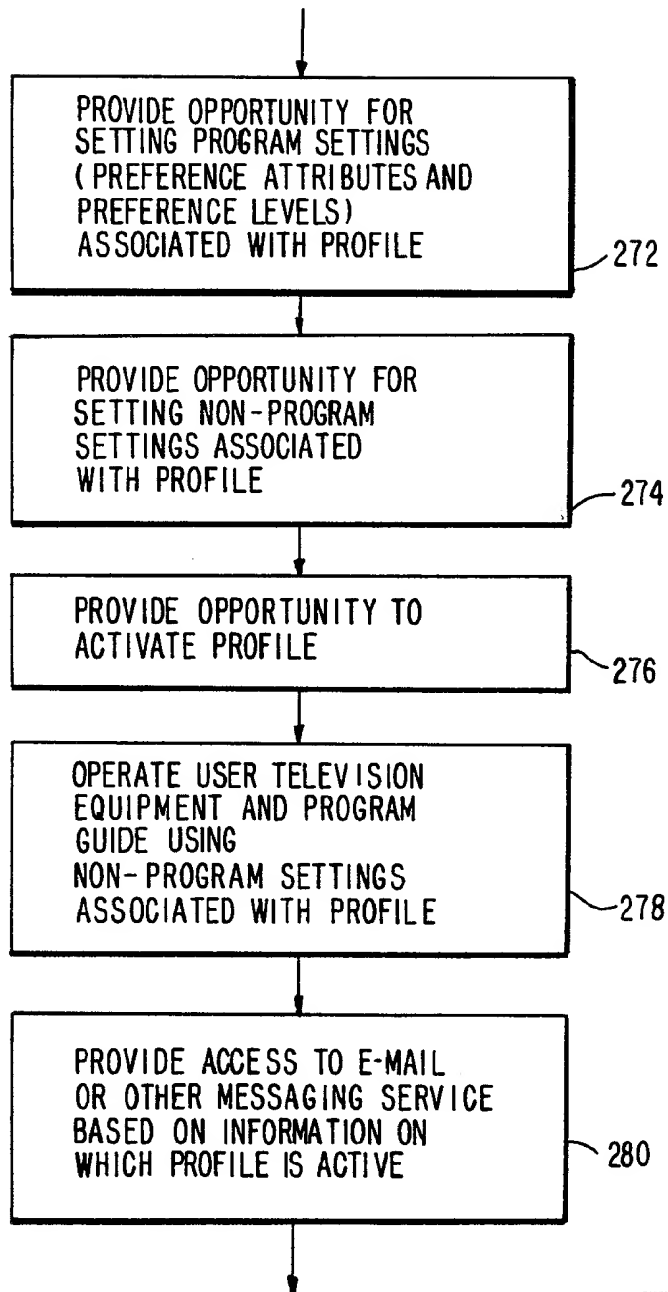 PROVIDE OPPORTUNITY FOR
SETTING PROGRAM SETTINGS
(PREFERENCE ATTRIBUTES AND
PREFERENCE LEVELS)
ASSOCIATED WITH PROFILE
272
PROVIDE OPPORTUNITY FOR
SETTING NON-PROGRAM
SETTINGS ASSOCIATED
WITH PROFILE
274
PROVIDE OPPORTUNITY TO
ACTIVATE PROFILE
276
OPERATE USER TELEVISION
EQUIPMENT AND PROGRAM
GUIDE USING
NON-PROGRAM SETTINGS
ASSOCIATED WITH PROFILE
278
PROVIDE ACCESS TO E-MAIL
OR OTHER MESSAGING SERVICE
BASED ON INFORMATION ON
WHICH PROFILE IS ACTIVE
280